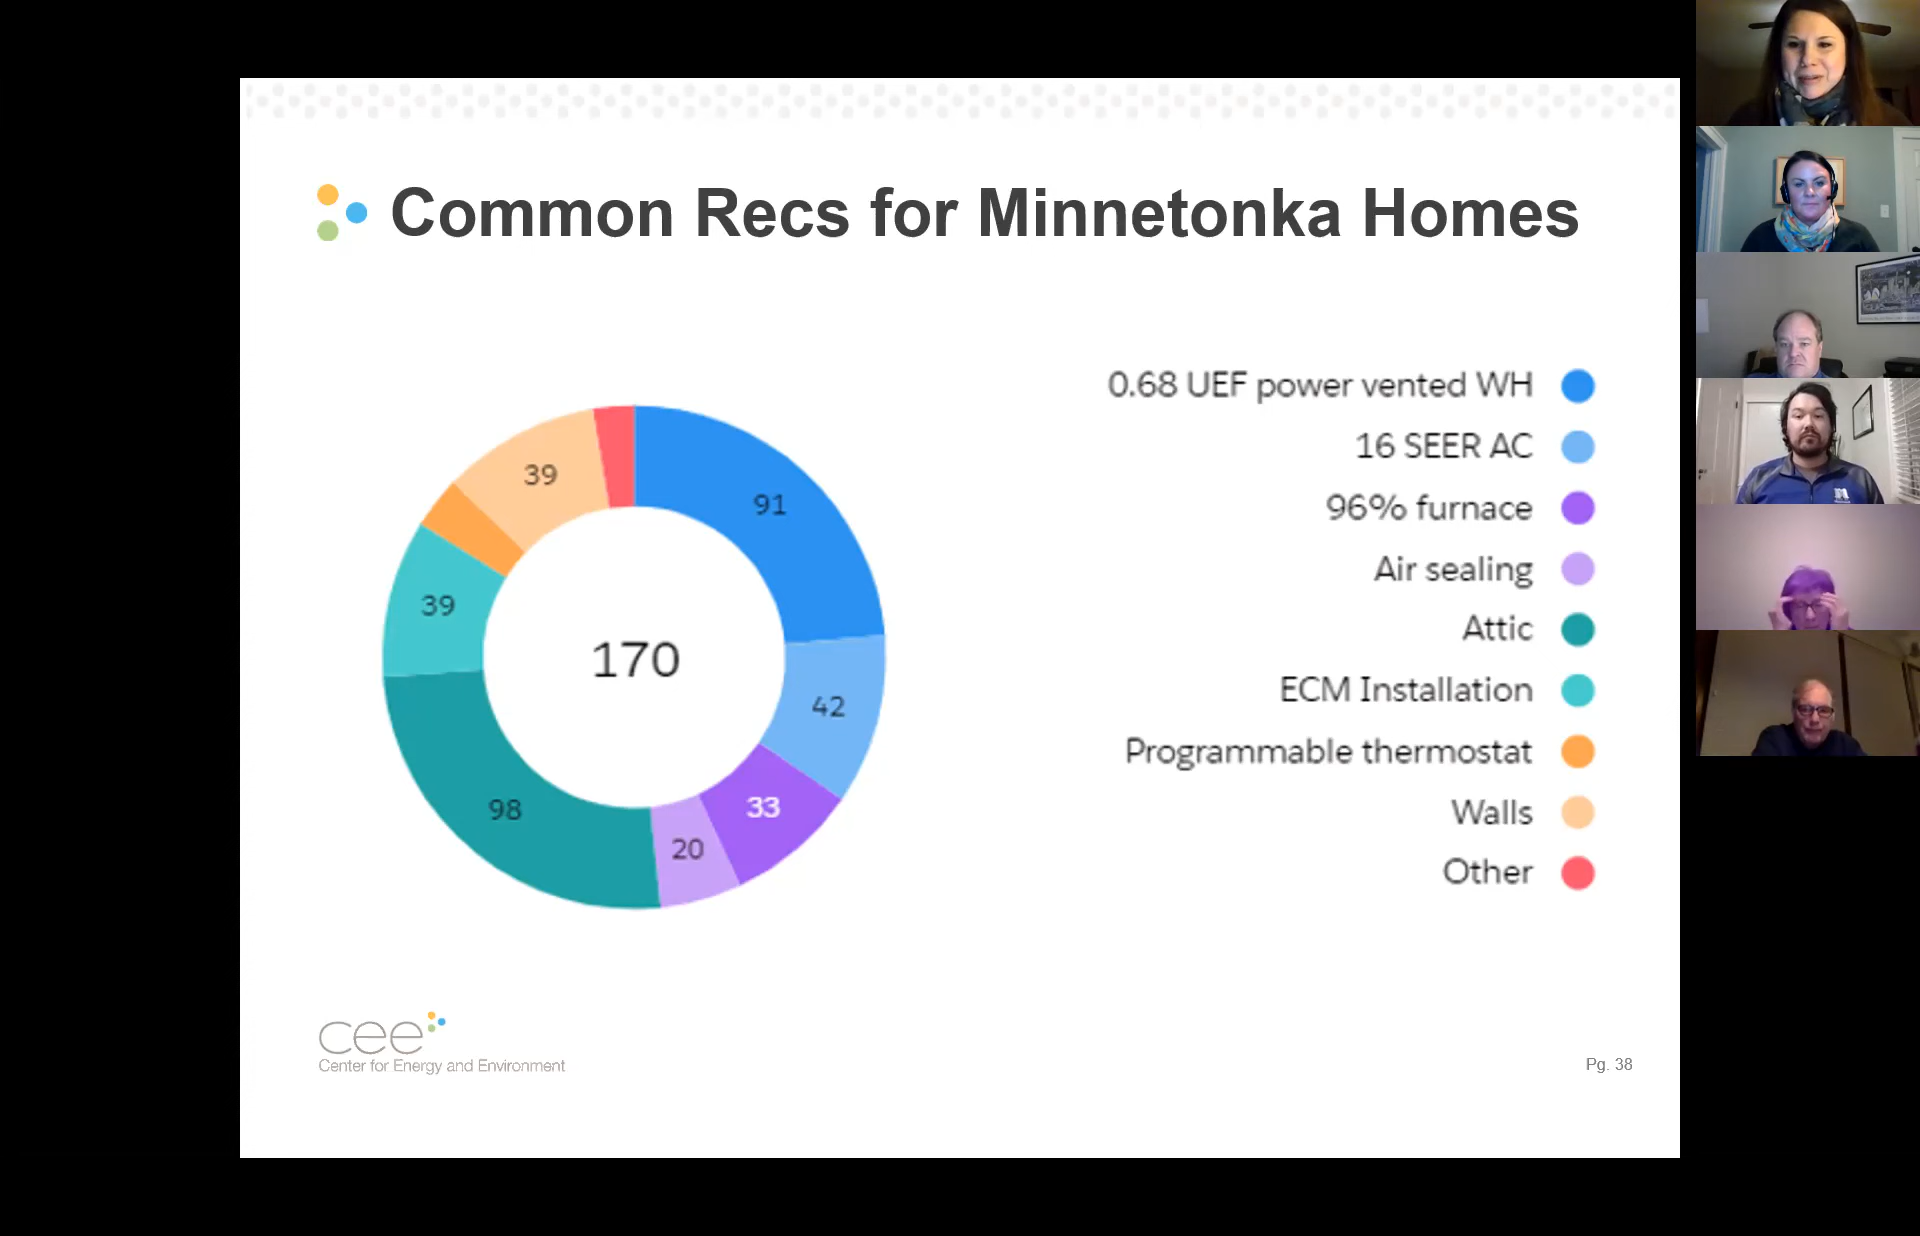 Common Recs for Minnetonka Homes
0.68 UEF power vented WH
16 SEER AC
96% furnace
Air sealing
Attic
ECM Installation
Programmable thermostat
Walls
Other
39
91
39
170
42
98
33
20
cee
Center for Energy and Environment
Pg. 38